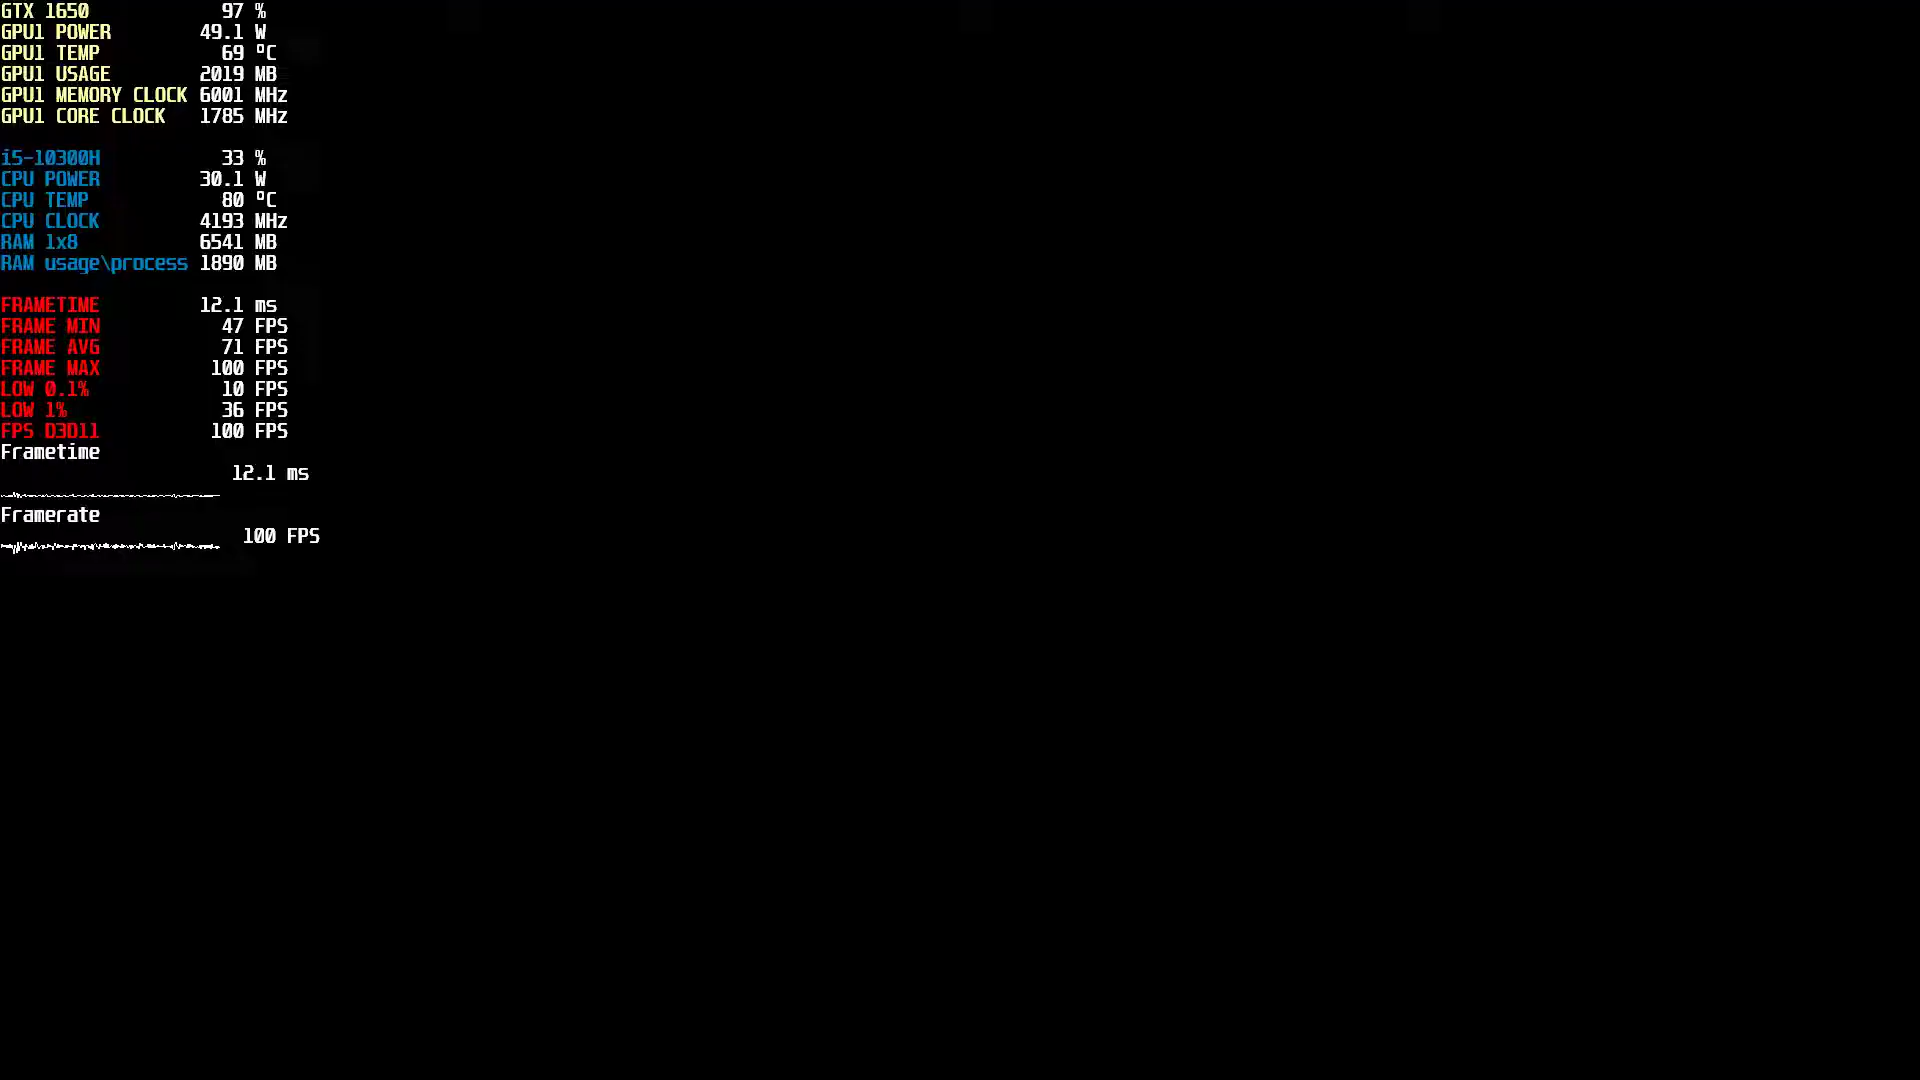 GTX 1650 97 %
GPU1 POWER 49.1 W
GPU1 TEMP 69 ºC
GPU1 USAGE 2019 MB
GPU1 MEMORY CLOCK 6001 MHz
GPU1 CORE CLOCK 1785 MHz
i5-10300H 33 %
CPU POWER 30.1 W
CPU TEMP 80 ºC
CPU CLOCK 4193 MHz
RAM 1x8 6541 MB
RAM usage\process 1890 MB
FRAMETIME 12.1 ms
FRAME MIN 47 FPS
FRAME AVG 71 FPS
FRAME MAX 100 FPS
LOW 0.1% 10 FPS
LOW 1% 36 FPS
FPS D3D11 100 FPS
Frametime
12.1 ms
Framerate
100 FPS